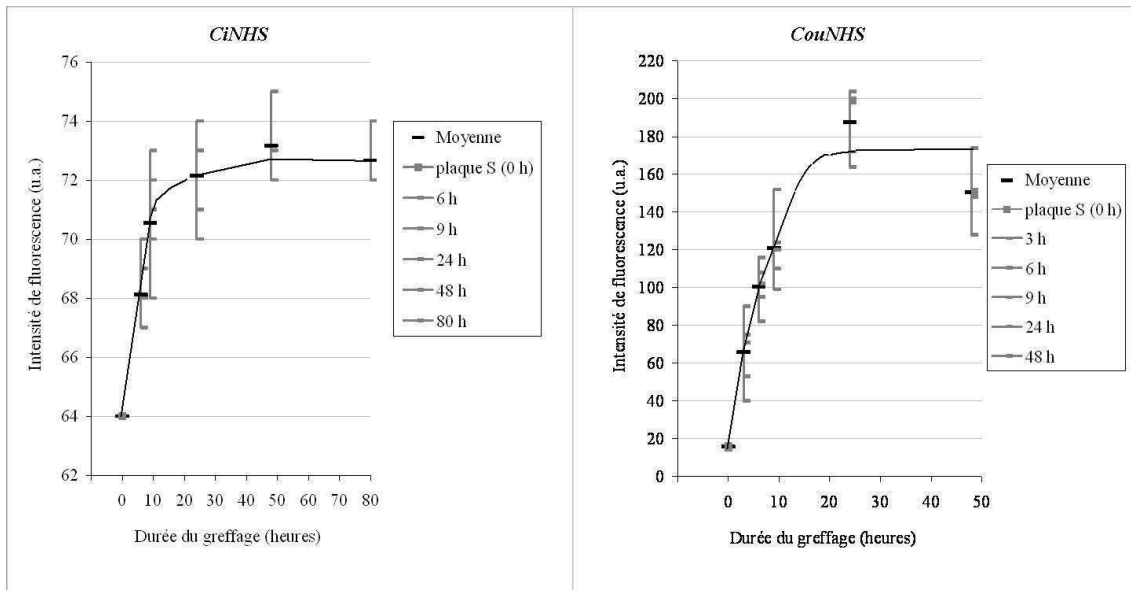 CiNHS
76
74
72
70
68
66
64
62
Intensité de fluorescence (u.a.)
0 10 20 30 40 50 60 70 80
Durée du greffage (heures)
Moyenne
plaque S (0 h)
6 h
9 h
24 h
48 h
80 h
CouNHS
220
200
180
160
140
120
100
80
60
40
20
0
Intensité de fluorescence (u.a.)
0 10 20 30 40 50
Durée du greffage (heures)
Moyenne
plaque S (0 h)
3 h
6 h
9 h
24 h
48 h